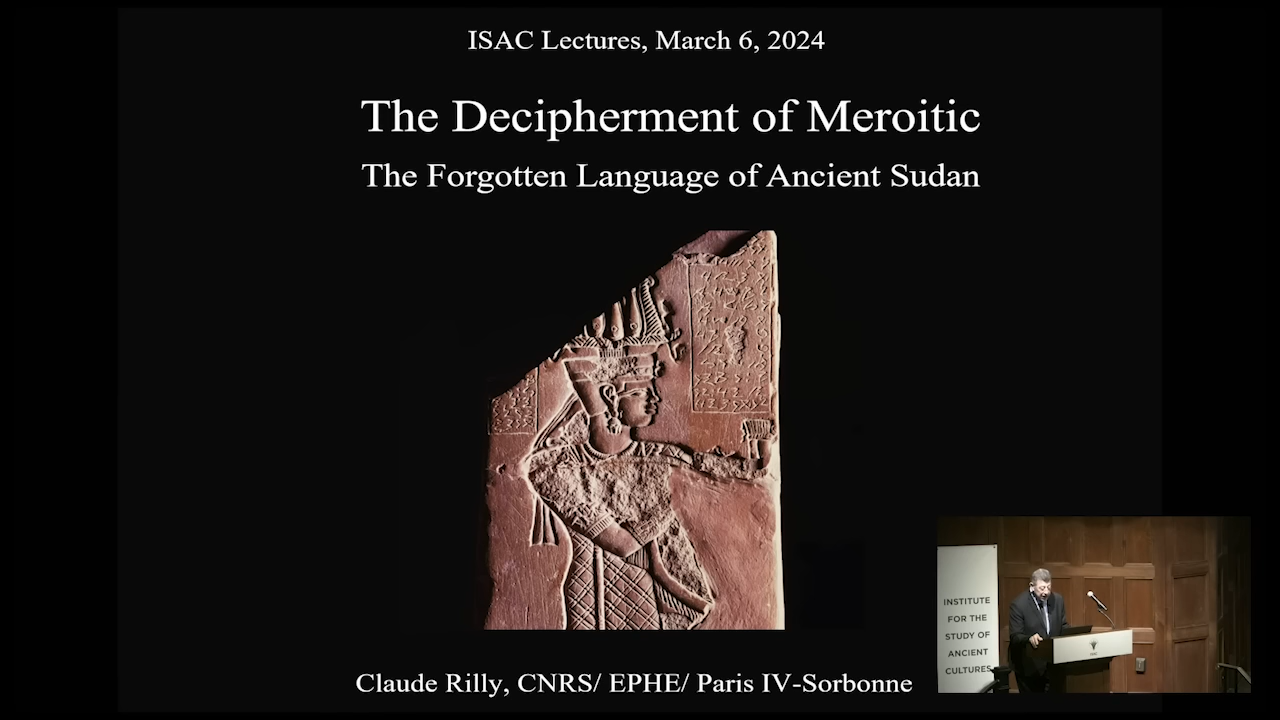 ISAC Lectures, March 6, 2024
The Decipherment of Meroitic
The Forgotten Language of Ancient Sudan
Claude Rilly, CNRS/ EPHE/ Paris IV-Sorbonne
INSTITUTE
FOR THE
STUDY OF
ANCIENT
CULTURES